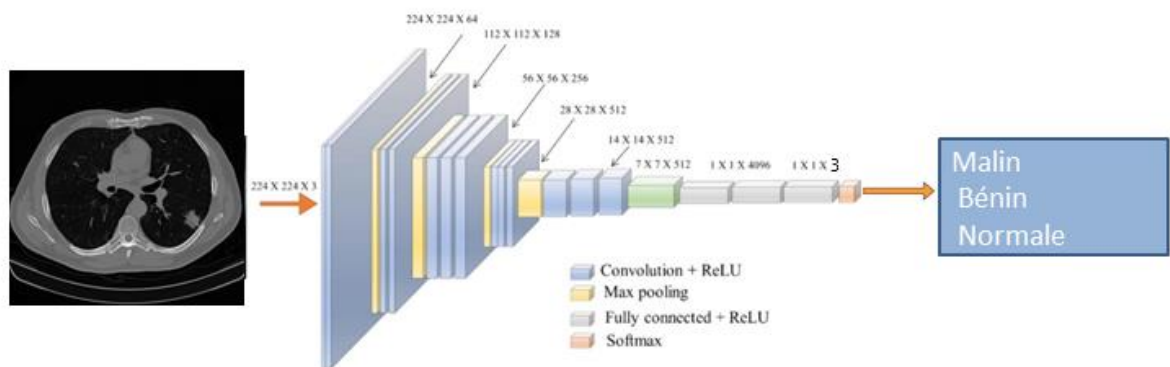 224 X 224 X 64
112 X 112 X 128
56 X 56 X 256
28 X 28 X 512
14 X 14 X 512
7 X 7 X 512
1 X 1 X 4096
1 X 1 X 3
224 X 224 X 3
Malin
Bénin
Normale
Convolution + ReLU
Max pooling
Fully connected + ReLU
Softmax